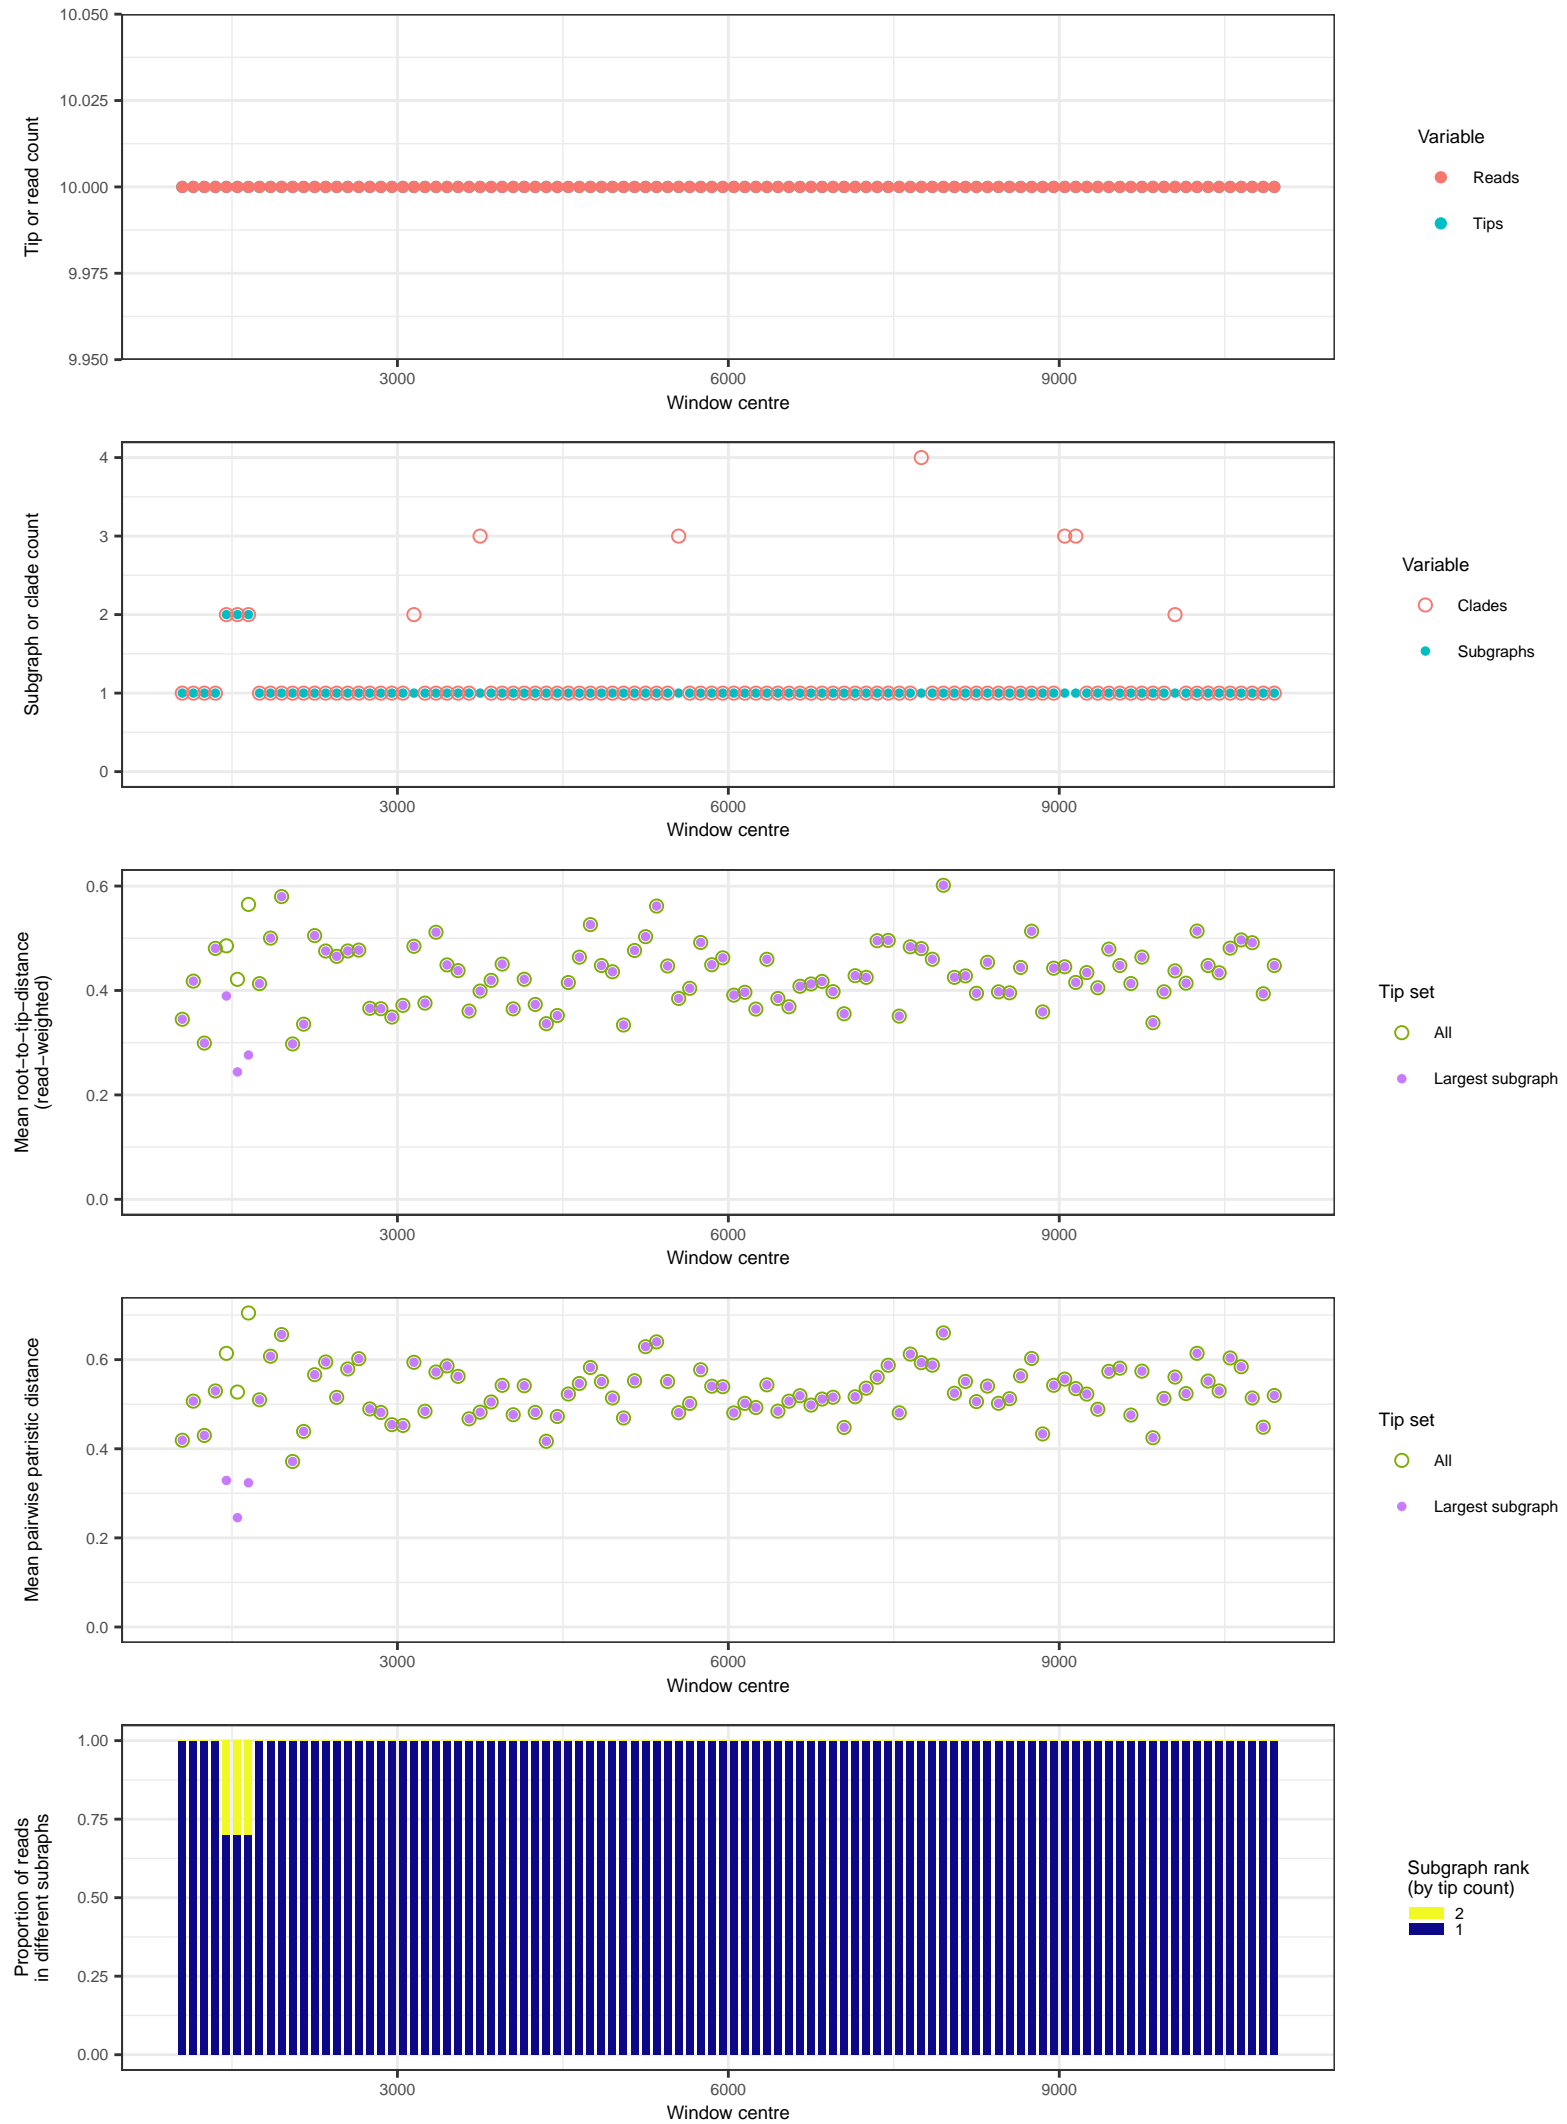 10.050
10.025
10.000
9.975
9.950
Tip or read count
3000
6000
9000
Window centre
Variable
Reads
Tips
4
3
2
1
0
Subgraph or clade count
3000
6000
9000
Window centre
Variable
Clades
Subgraphs
0.6
0.4
0.2
0.0
Mean root−to−tip−distance
(read−weighted)
3000
6000
9000
Window centre
Tip set
All
Largest subgraph
0.6
0.4
0.2
0.0
Mean pairwise patristic distance
3000
6000
9000
Window centre
Tip set
All
Largest subgraph
1.00
0.75
0.50
0.25
0.00
Proportion of reads
in different subraphs
3000
6000
9000
Window centre
Subgraph rank
(by tip count)
2
1